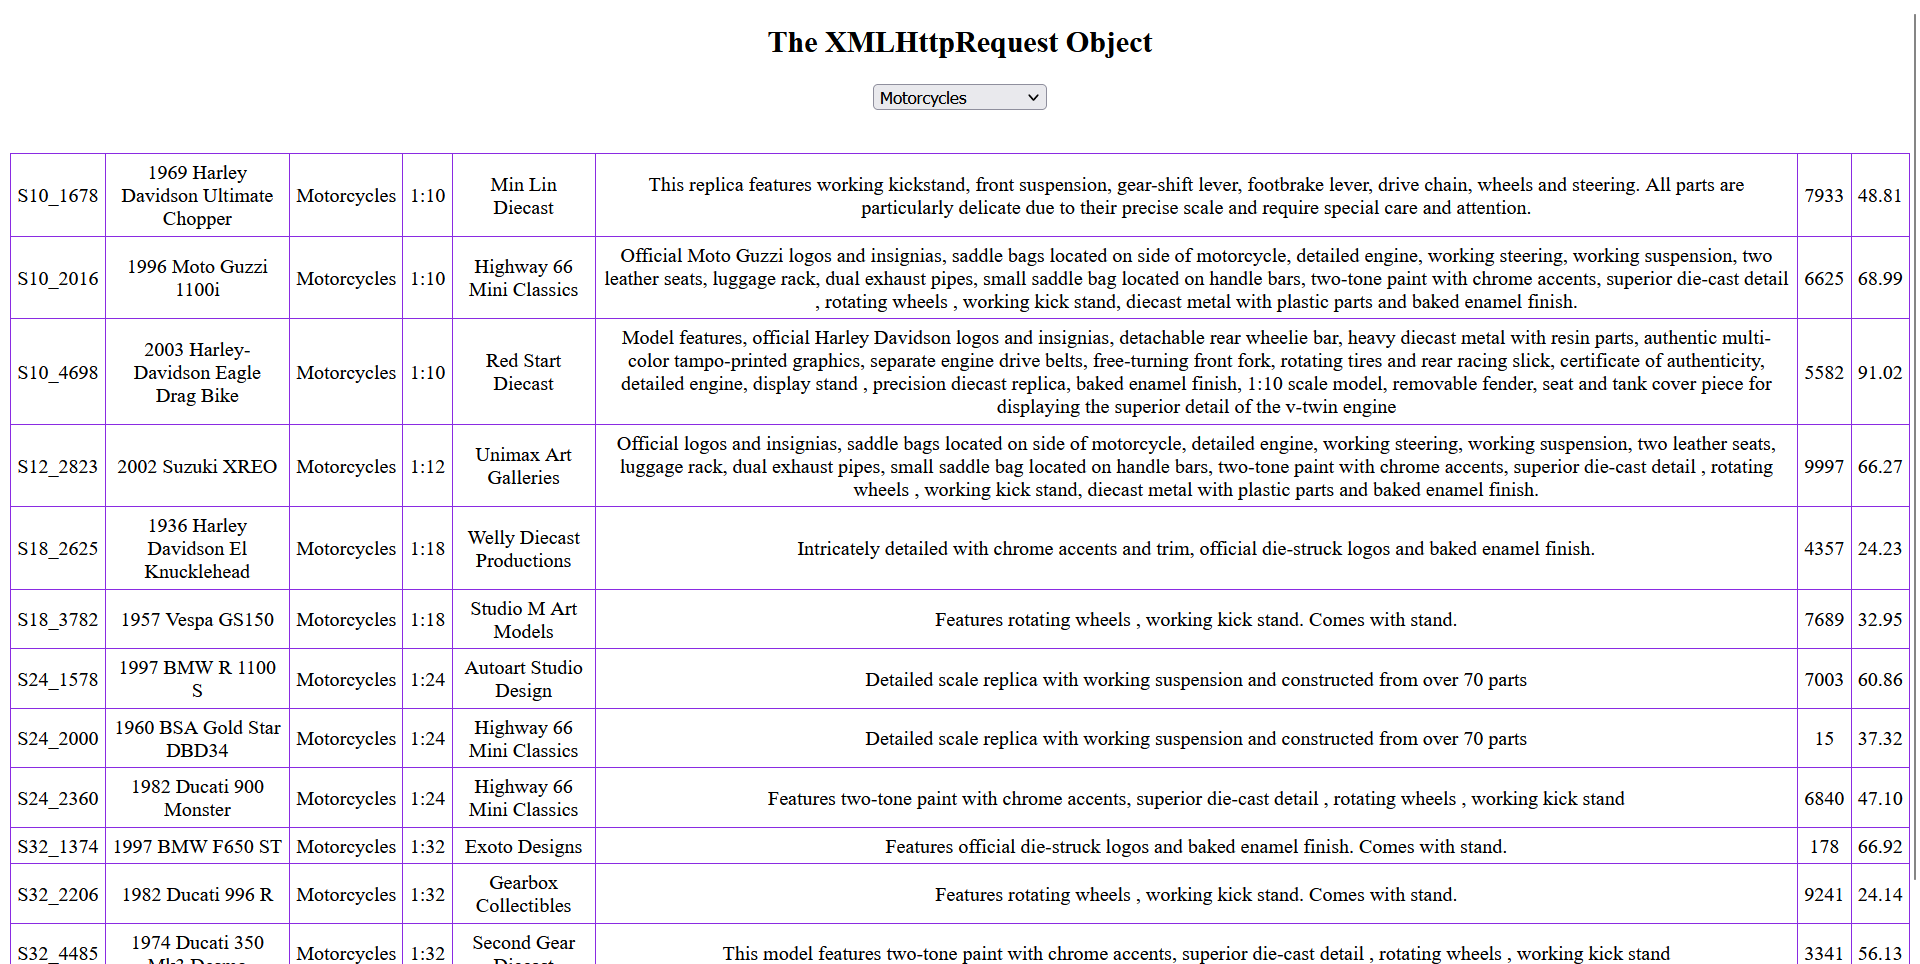 The XMLHttpRequest Object
Motorcycles
S10_1678 1969 Harley Davidson Ultimate Chopper Motorcycles 1:10 Min Lin Diecast This replica features working kickstand, front suspension, gear-shift lever, footbrake lever, drive chain, wheels and steering. All parts are particularly delicate due to their precise scale and require special care and attention. 7933 48.81
S10_2016 1996 Moto Guzzi 1100i Motorcycles 1:10 Highway 66 Mini Classics Official Moto Guzzi logos and insignias, saddle bags located on side of motorcycle, detailed engine, working steering, working suspension, two leather seats, luggage rack, dual exhaust pipes, small saddle bag located on handle bars, two-tone paint with chrome accents, superior die-cast detail , rotating wheels , working kick stand, diecast metal with plastic parts and baked enamel finish. 6625 68.99
S10_4698 2003 Harley-Davidson Eagle Drag Bike Motorcycles 1:10 Red Start Diecast Model features, official Harley Davidson logos and insignias, detachable rear wheelie bar, heavy diecast metal with resin parts, authentic multi-color tampo-printed graphics, separate engine drive belts, free-turning front fork, rotating tires and rear racing slick, certificate of authenticity, detailed engine, display stand , precision diecast replica, baked enamel finish, 1:10 scale model, removable fender, seat and tank cover piece for displaying the superior detail of the v-twin engine 5582 91.02
S12_2823 2002 Suzuki XREO Motorcycles 1:12 Unimax Art Galleries Official logos and insignias, saddle bags located on side of motorcycle, detailed engine, working steering, working suspension, two leather seats, luggage rack, dual exhaust pipes, small saddle bag located on handle bars, two-tone paint with chrome accents, superior die-cast detail , rotating wheels , working kick stand, diecast metal with plastic parts and baked enamel finish. 9997 66.27
S18_2625 1936 Harley Davidson El Knucklehead Motorcycles 1:18 Welly Diecast Productions Intricately detailed with chrome accents and trim, official die-struck logos and baked enamel finish. 4357 24.23
S18_3782 1957 Vespa GS150 Motorcycles 1:18 Studio M Art Models Features rotating wheels , working kick stand. Comes with stand. 7689 32.95
S24_1578 1997 BMW R 1100 S Motorcycles 1:24 Autoart Studio Design Detailed scale replica with working suspension and constructed from over 70 parts 7003 60.86
S24_2000 1960 BSA Gold Star DBD34 Motorcycles 1:24 Highway 66 Mini Classics Detailed scale replica with working suspension and constructed from over 70 parts 15 37.32
S24_2360 1982 Ducati 900 Monster Motorcycles 1:24 Highway 66 Mini Classics Features two-tone paint with chrome accents, superior die-cast detail , rotating wheels , working kick stand 6840 47.10
S32_1374 1997 BMW F650 ST Motorcycles 1:32 Exoto Designs Features official die-struck logos and baked enamel finish. Comes with stand. 178 66.92
S32_2206 1982 Ducati 996 R Motorcycles 1:32 Gearbox Collectibles Features rotating wheels , working kick stand. Comes with stand. 9241 24.14
S32_4485 1974 Ducati 350 Motorcycles 1:32 Second Gear This model features two-tone paint with chrome accents, superior die-cast detail , rotating wheels , working kick stand 3341 56.13